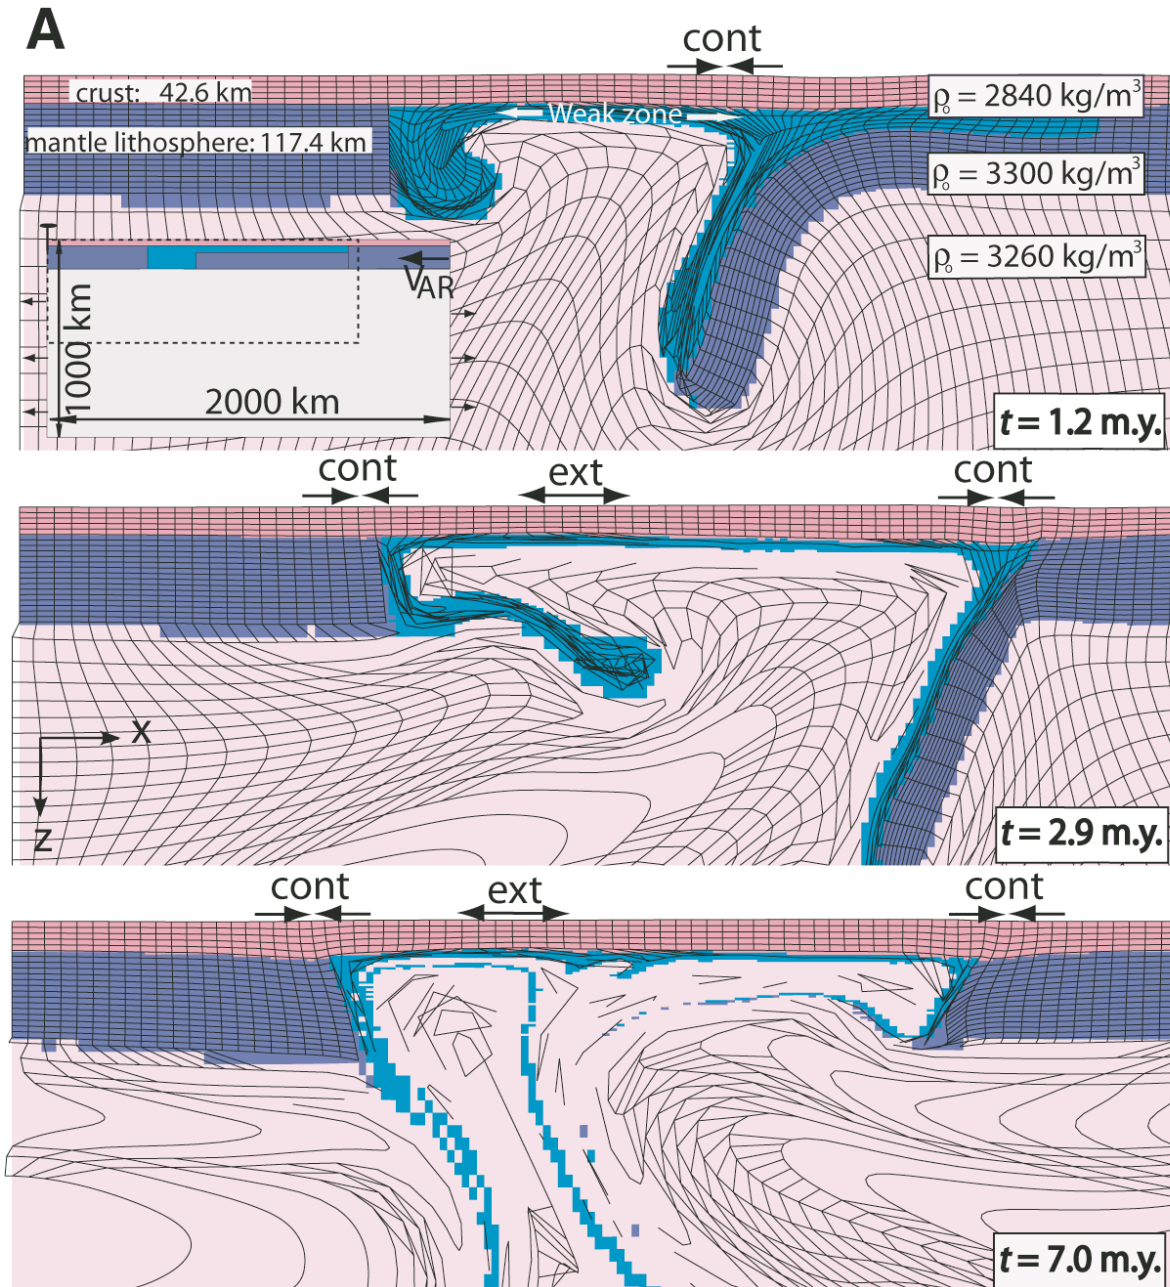 A
cont
crust: 42.6 km
ρo = 2840 kg/m3
Weak zone
mantle lithosphere: 117.4 km
ρo = 3300 kg/m3
ρo = 3260 kg/m3
VAR
1000 km
2000 km
t = 1.2 m.y.
cont ext cont
X
Z
t = 2.9 m.y.
cont ext cont
t = 7.0 m.y.